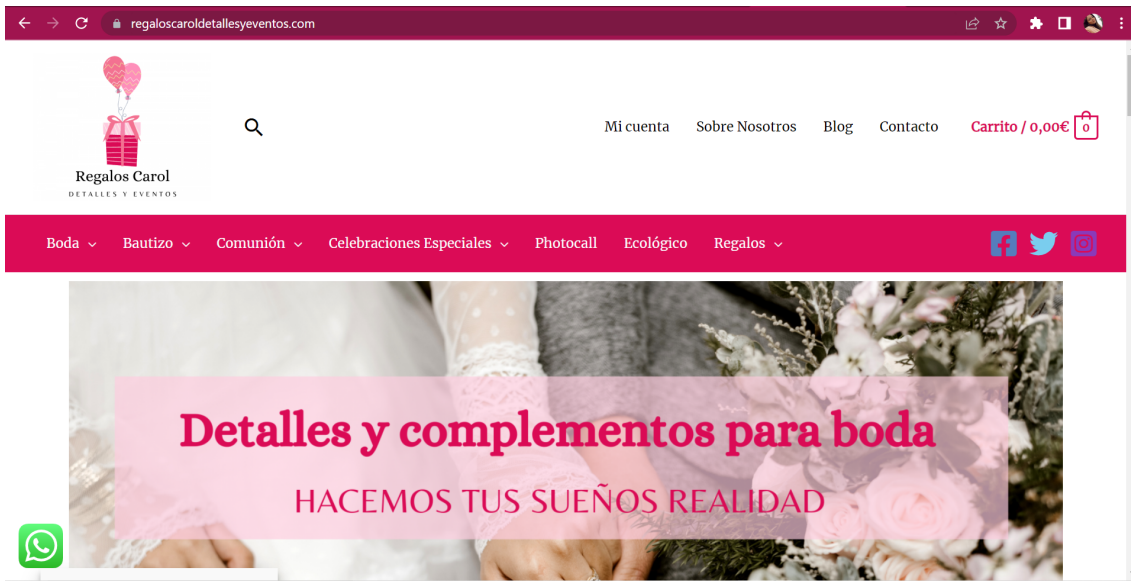 regaloscaroldetallesyeventos.com
Regalos Carol
DETALLES Y EVENTOS
Mi cuenta Sobre Nosotros Blog Contacto Carrito / 0,00€ 0
Boda Bautizo Comunión Celebraciones Especiales Photocall Ecológico Regalos
Detalles y complementos para boda
HACEMOS TUS SUEÑOS REALIDAD